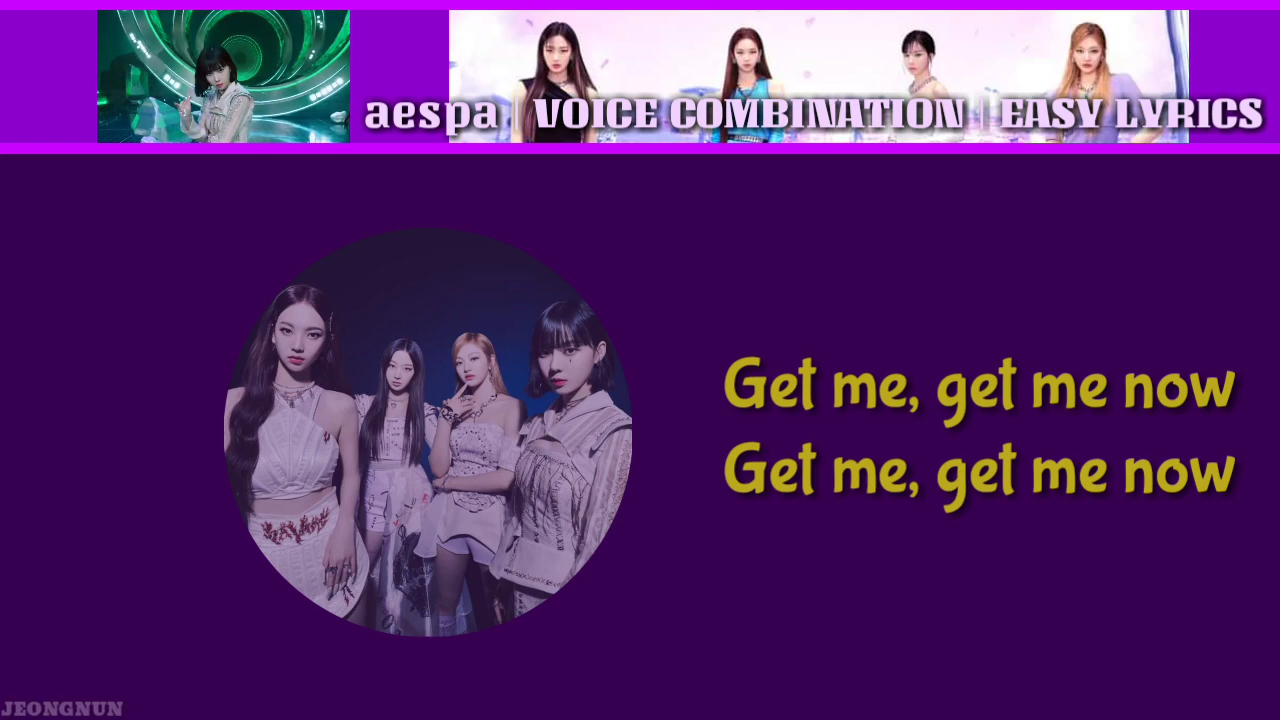 aespa | VOICE COMBINATION | EASY LYRICS
Get me, get me now
Get me, get me now
JEONGNUN